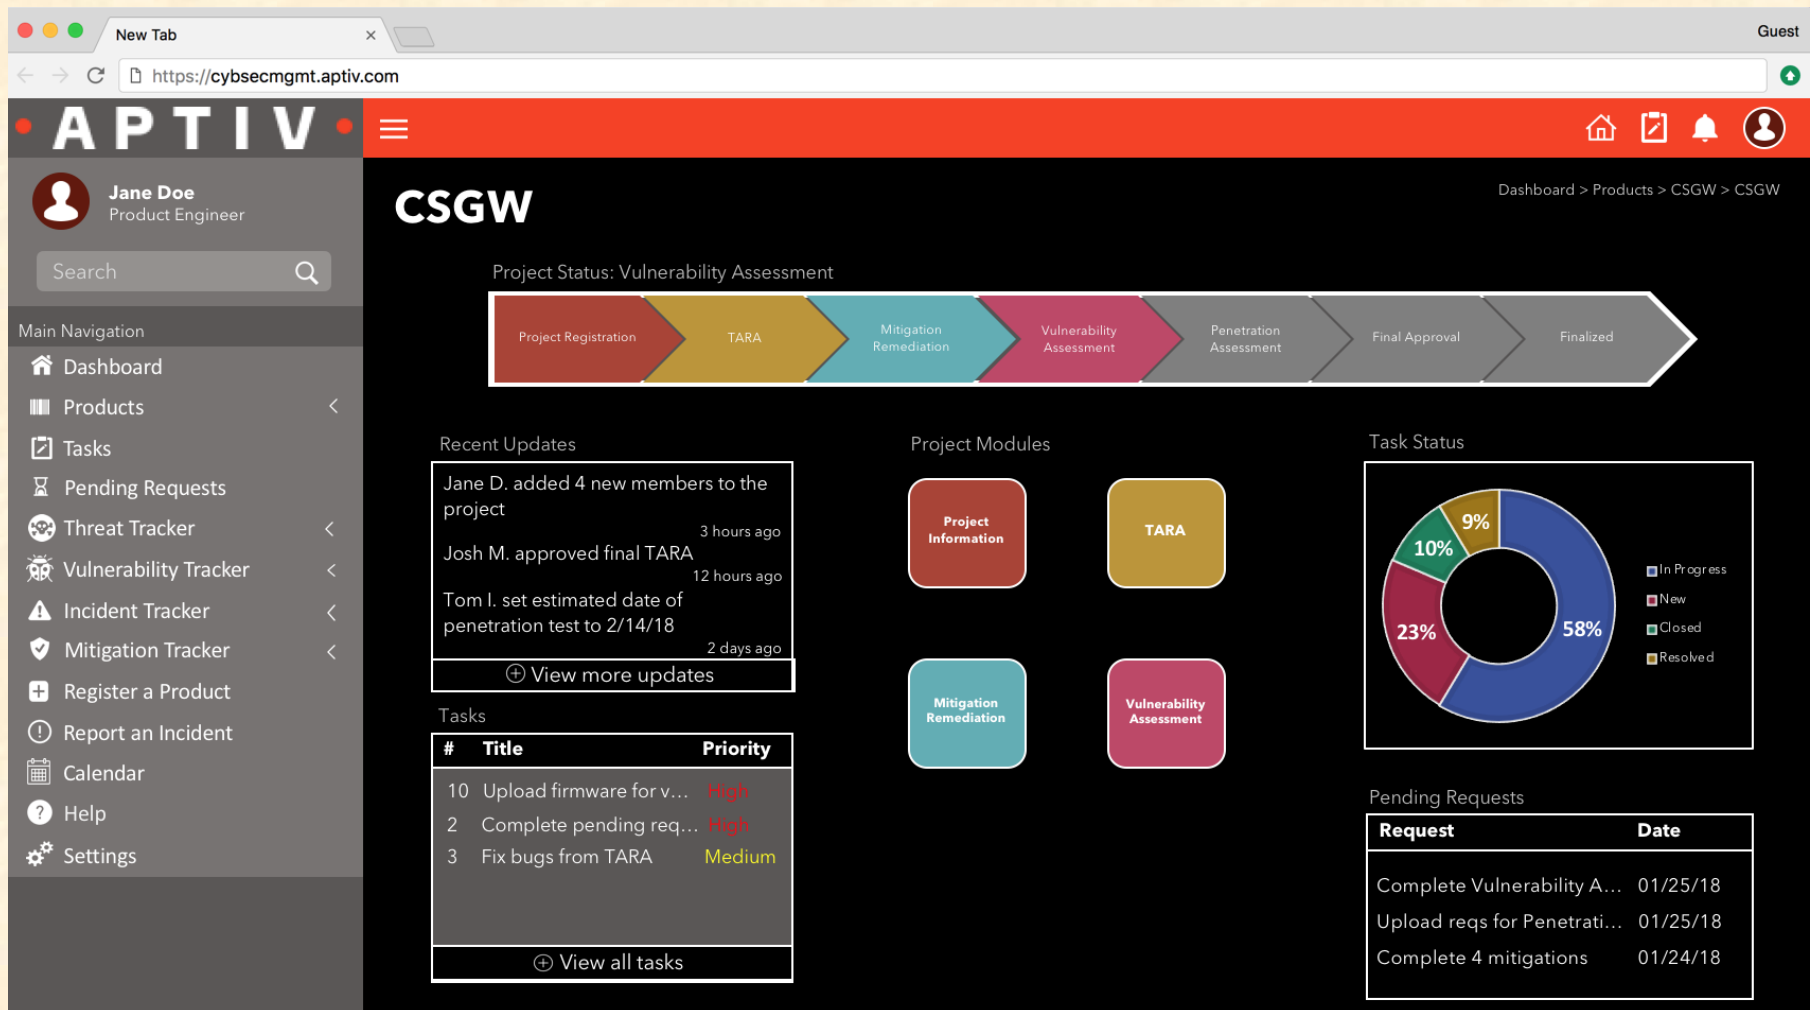 New Tab
Guest
https://cybsecmgmt.aptiv.com
APTIV
Jane Doe
Product Engineer
Search
Main Navigation
Dashboard
Products
Tasks
Pending Requests
Threat Tracker
Vulnerability Tracker
Incident Tracker
Mitigation Tracker
Register a Product
Report an Incident
Calendar
Help
Settings
CSGW
Dashboard > Products > CSGW > CSGW
Project Status: Vulnerability Assessment
Project Registration
TARA
Mitigation
Remediation
Vulnerability
Assessment
Penetration
Assessment
Final Approval
Finalized
Recent Updates
Jane D. added 4 new members to the
project
3 hours ago
Josh M. approved final TARA
12 hours ago
Tom I. set estimated date of
penetration test to 2/14/18
2 days ago
View more updates
Tasks
# Title Priority
10 Upload firmware for v... High
2 Complete pending req... High
3 Fix bugs from TARA Medium
View all tasks
Project Modules
Project
Information
TARA
Mitigation
Remediation
Vulnerability
Assessment
Task Status
9%
10%
23%
58%
In Progress
New
Closed
Resolved
Pending Requests
Request Date
Complete Vulnerability A... 01/25/18
Upload reqs for Penetrati... 01/25/18
Complete 4 mitigations 01/24/18